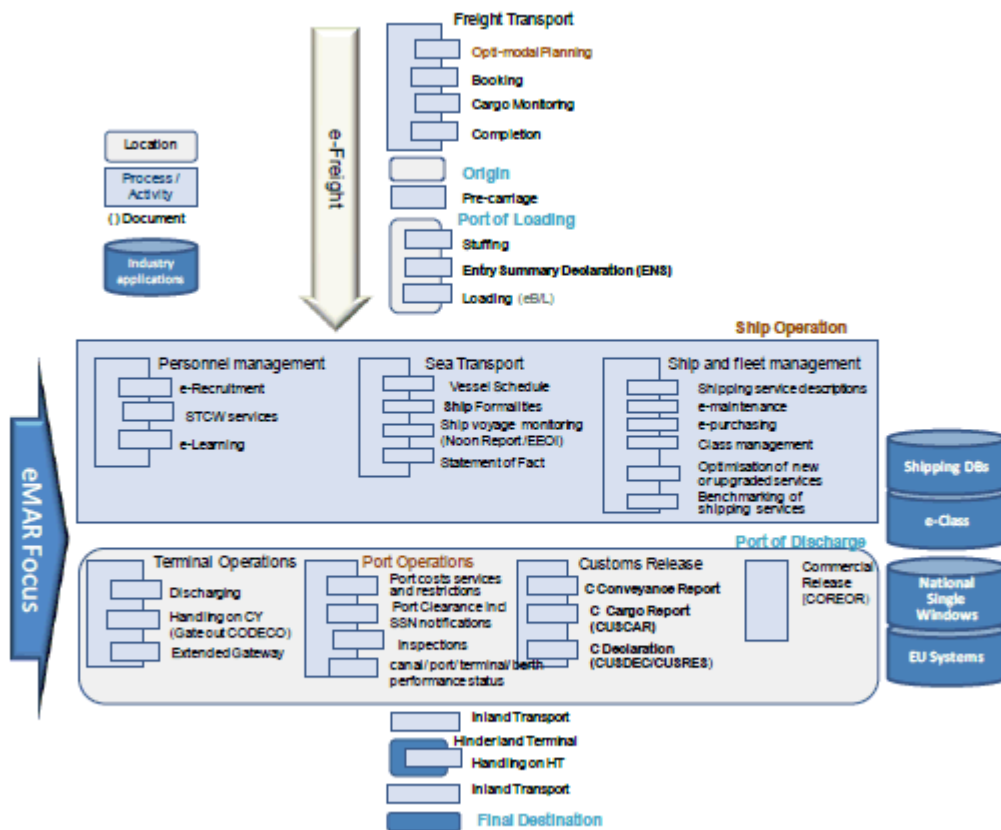 Freight Transport
Opti-modal Planning
Booking
Cargo Monitoring
Completion
e-Freight
Location
Process /
Activity
( ) Document
Industry
applications
Origin
Pre-carriage
Port of Loading
Stuffing
Entry Summary Declaration (ENS)
Loading (eB/L)
Ship Operation
eMAR FOCUS
Personnel management
e-Recruitment
STCW services
e-Learning
Sea Transport
Vessel Schedule
Ship Formalities
Ship voyage monitoring
(Noon Report/EEOI)
Statement of Fact
Ship and fleet management
Shipping service descriptions
e-maintenance
e-purchasing
Class management
Optimisation of new
or upgraded services
Benchmarking of
shipping services
Shipping DBs
e-Class
Port of Discharge
Terminal Operations
Discharging
Handling on CY
(Gate out CODECO)
Extended Gateway
Port Operations
Port costs services
and restrictions
Port Clearance incl
SSN notifications
Inspections
canal/ port/ terminal/ berth
performance status
Customs Release
C Conveyance Report
C Cargo Report
(CUSCAR)
C Declaration
(CUSDEC/CUSRES)
Commercial
Release
(COREOR)
National
Single
Windows
EU Systems
Inland Transport
Hinderland Terminal
Handling on HT
Inland Transport
Final Destination